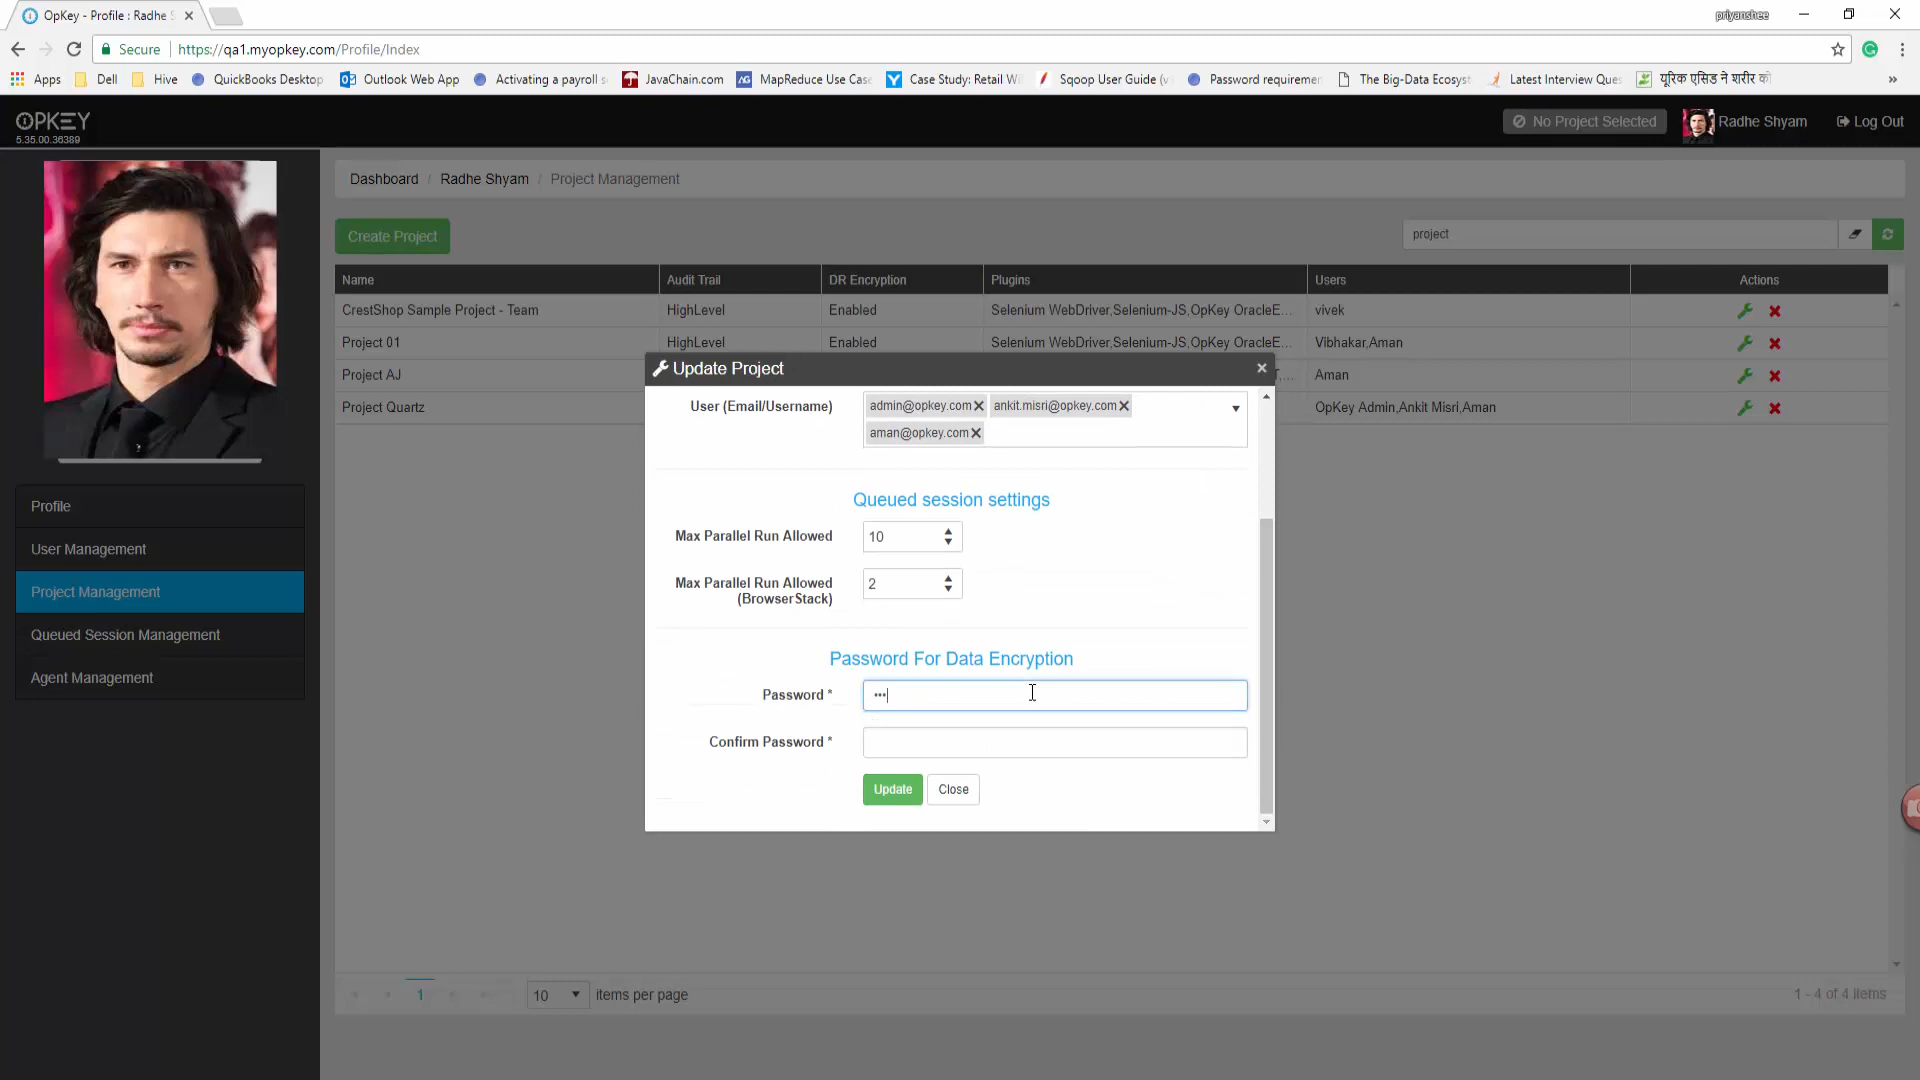 OpKey - Profile : Radhe S
priyanshee
Secure https://qa1.myopkey.com/Profile/Index
Apps Dell Hive QuickBooks Desktop Outlook Web App Activating a payroll s JavaChain.com MapReduce Use Case Case Study: Retail Wi Sqoop User Guide (v Password requiremen The Big-Data Ecosyst Latest Interview Ques यूरिक एसिड ने शरीर को »
OPKEY
5.35.00.36389
No Project Selected Radhe Shyam Log Out
Dashboard / Radhe Shyam / Project Management
Create Project
project
Name Audit Trail DR Encryption Plugins Users Actions
CrestShop Sample Project - Team HighLevel Enabled Selenium WebDriver,Selenium-JS,OpKey OracleE... vivek
Project 01 HighLevel Enabled Selenium WebDriver,Selenium-JS,OpKey OracleE... Vibhakar,Aman
Project AJ Aman
Project Quartz OpKey Admin,Ankit Misri,Aman
Update Project
User (Email/Username) admin@opkey.com ankit.misri@opkey.com
aman@opkey.com
Queued session settings
Max Parallel Run Allowed 10
Max Parallel Run Allowed 2
(BrowserStack)
Password For Data Encryption
Password * •••
Confirm Password *
Update Close
Profile
User Management
Project Management
Queued Session Management
Agent Management
1 10 items per page 1 - 4 of 4 items